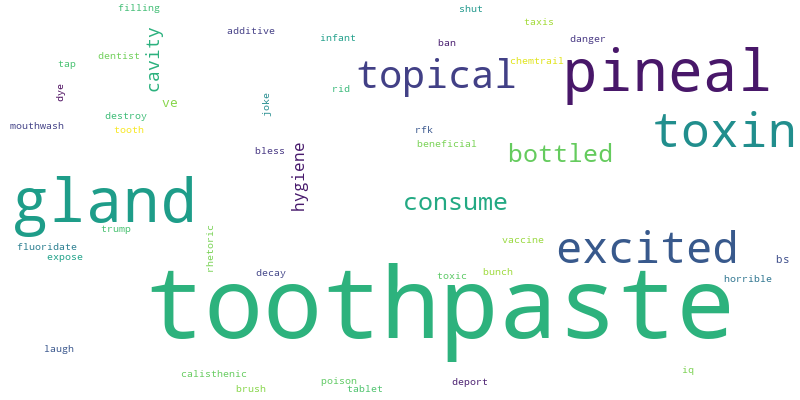 filling
shut
taxis
additive
infant
ban
danger
cavity
dentist
tap
topical
chemtrail
pineal
dye
ve
joke
rid
destroy
mouthwash
tooth
rfk
toxin
beneficial
bless
hygiene
bottled
gland
consume
trump
rhetoric
vaccine
fluoridate
expose
excited
bs
decay
toxic
bunch
horrible
toothpaste
laugh
calisthenic
iq
brush
poison
tablet
deport